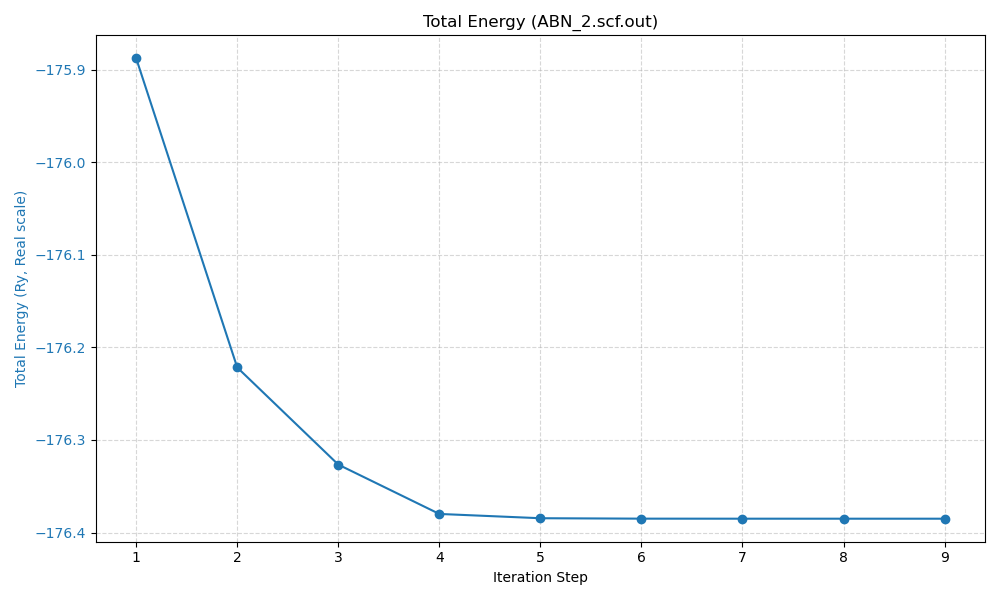 Total Energy (ABN_2.scf.out)
Total Energy (Ry, Real scale)
−175.9
−176.0
−176.1
−176.2
−176.3
−176.4
1 2 3 4 5 6 7 8 9
Iteration Step